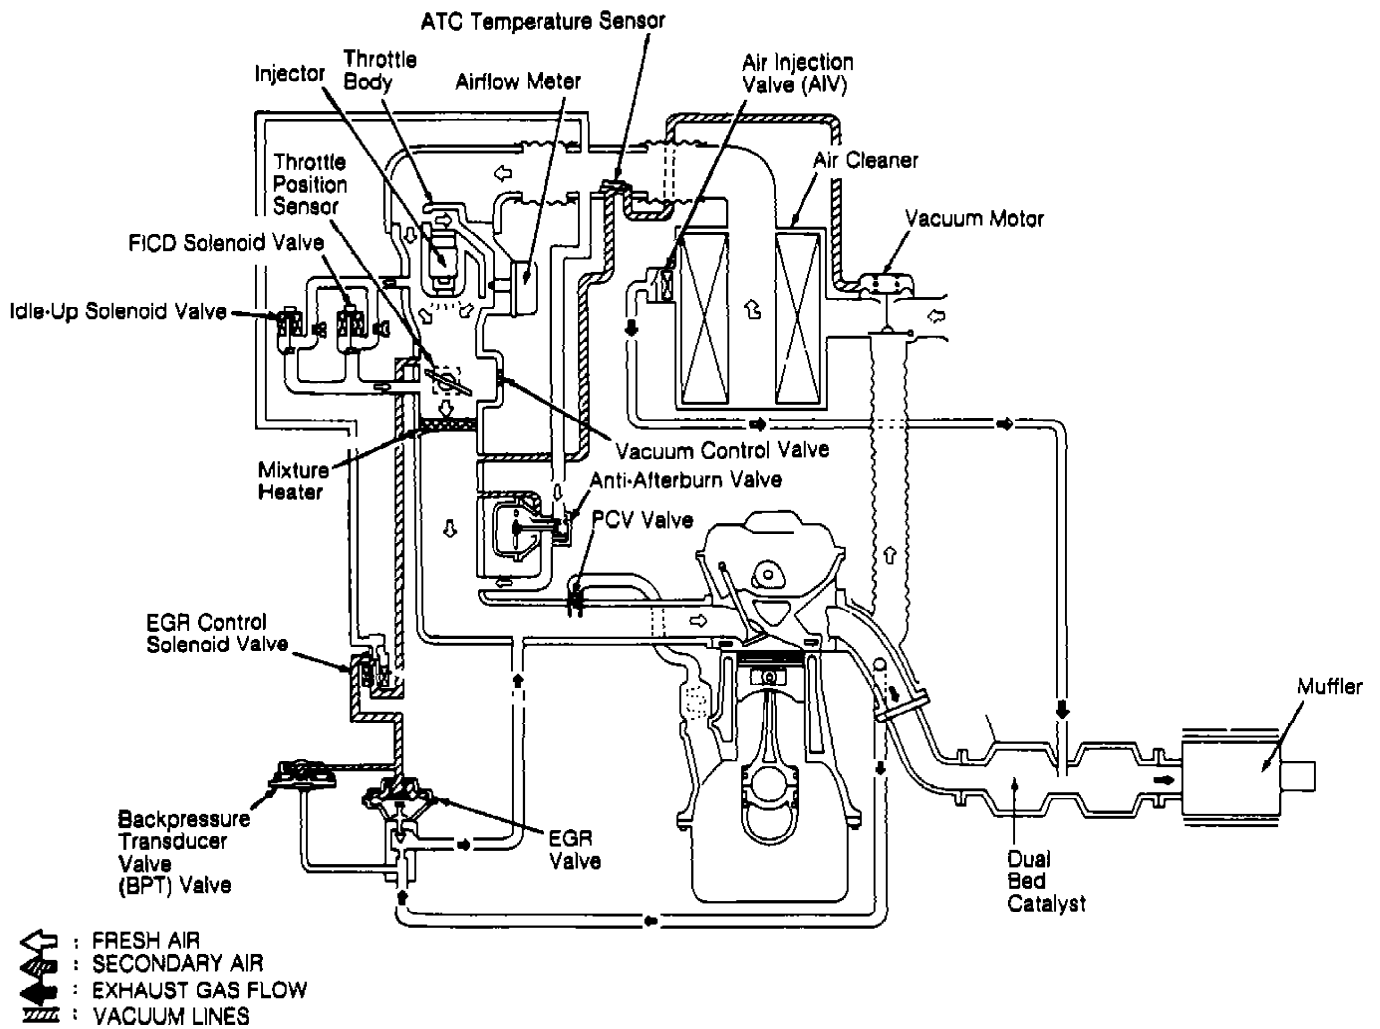 ATC Temperature Sensor
Injector
Throttle
Body
Airflow Meter
Air Injection
Valve (AIV)
Throttle
Position
Sensor
Air Cleaner
Vacuum Motor
FICD Solenoid Valve
Idle-Up Solenoid Valve
Mixture
Heater
Vacuum Control Valve
Anti-Afterburn Valve
PCV Valve
EGR Control
Solenoid Valve
Muffler
Backpressure
Transducer
Valve
(BPT) Valve
EGR
Valve
Dual
Bed
Catalyst
: FRESH AIR
: SECONDARY AIR
: EXHAUST GAS FLOW
: VACUUM LINES